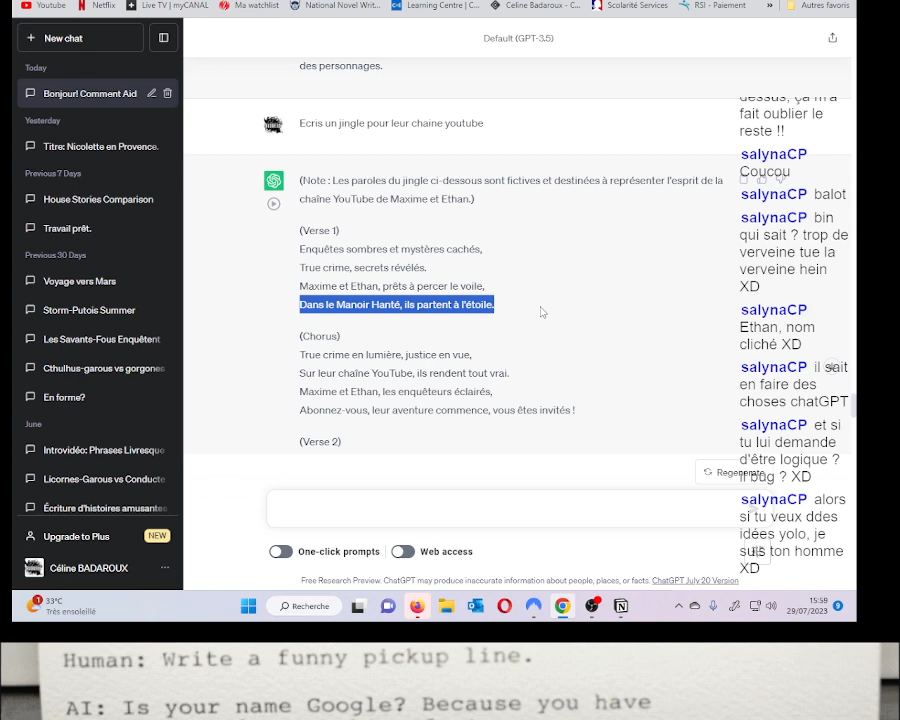 Youtube Netflix Live TV | myCANAL Ma watchlist National Novel Writ... Learning Centre | C... Celine Badaroux - C... Scolarité Services RSI - Paiement » Autres favoris
New chat
Default (GPT-3.5)
Today
Bonjour! Comment Aid
Yesterday
Titre: Nicolette en Provence.
Previous 7 Days
House Stories Comparison
Travail prêt.
Previous 30 Days
Voyage vers Mars
Storm-Putois Summer
Les Savants-Fous Enquêtent
Cthulhus-garous vs gorgones
En forme?
June
Introvidéo: Phrases Livresque
Licornes-Garous vs Conducte
Écriture d'histoires amusantes
Upgrade to Plus NEW
Céline BADAROUX ...
des personnages.
Ecris un jingle pour leur chaine youtube
(Note : Les paroles du jingle ci-dessous sont fictives et destinées à représenter l'esprit de la
chaîne YouTube de Maxime et Ethan.)
(Verse 1)
Enquêtes sombres et mystères cachés,
True crime, secrets révélés.
Maxime et Ethan, prêts à percer le voile,
Dans le Manoir Hanté, ils partent à l'étoile.
(Chorus)
True crime en lumière, justice en vue,
Sur leur chaîne YouTube, ils rendent tout vrai.
Maxime et Ethan, les enquêteurs éclairés,
Abonnez-vous, leur aventure commence, vous êtes invités !
(Verse 2)
Regenerate
One-click prompts Web access
Free Research Preview. ChatGPT may produce inaccurate information about people, places, or facts. ChatGPT July 20 Version
dessus, ça m'a
fait oublier le
reste !!
salynaCP
Coucou
salynaCP balot
salynaCP bin
qui sait ? trop de
verveine tue la
verveine hein
XD
salynaCP
Ethan, nom
cliché XD
salynaCP il sait
en faire des
choses chatGPT
salynaCP et si
tu lui demande
d'être logique ?
il bug ? XD
salynaCP alors
si tu veux ddes
idées yolo, je
suis ton homme
XD
1 33°C
Très ensoleillé
Recherche
15:59
29/07/2023 9
Human: Write a funny pickup line.
AI: Is your name Google? Because you have